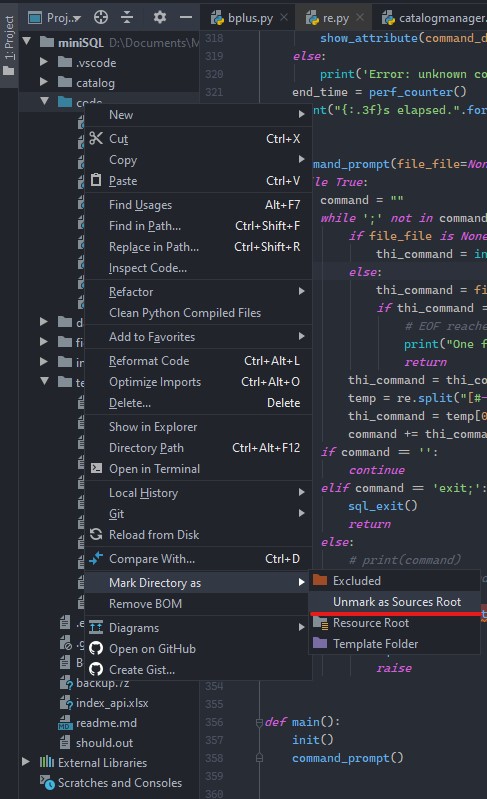 1: Project
Proj...
bplus.py
re.py
catalogmanager.
miniSQL D:\Documents\M
.vscode
catalog
code
New
Cut Ctrl+X
Copy
Paste Ctrl+V
Find Usages Alt+F7
Find in Path... Ctrl+Shift+F
Replace in Path... Ctrl+Shift+R
Inspect Code...
Refactor
Clean Python Compiled Files
Add to Favorites
Reformat Code Ctrl+Alt+L
Optimize Imports Ctrl+Alt+O
Delete... Delete
Show in Explorer
Directory Path Ctrl+Alt+F12
Open in Terminal
Local History
Git
Reload from Disk
Compare With... Ctrl+D
Mark Directory as
Remove BOM
Diagrams
Open on GitHub
Create Gist...
Excluded
Unmark as Sources Root
Resource Root
Template Folder
backup.7z
index_api.xlsx
readme.md
should.out
External Libraries
Scratches and Consoles
318 show_attribute(command_d
319 else:
320 print('Error: unknown co
321 end_time = perf_counter()
nt("{:.3f}s elapsed.".for
mand_prompt(file_file=Non
le True:
command = ""
while ';' not in command
if file_file is None
thi_command = in
else:
thi_command = fi
if thi_command =
# EOF reache
print("One f
return
thi_command = thi_co
temp = re.split("[#-
thi_command = temp[0
command += thi_comma
if command == '':
continue
elif command == 'exit;':
sql_exit()
return
else:
# print(command)
raise
354
355
356 def main():
357 init()
358 command_prompt()
359
360